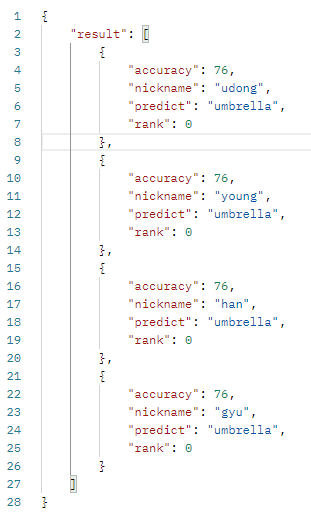 1 {
2     "result": [
3         {
4             "accuracy": 76,
5             "nickname": "udong",
6             "predict": "umbrella",
7             "rank": 0
8         },
9         {
10             "accuracy": 76,
11             "nickname": "young",
12             "predict": "umbrella",
13             "rank": 0
14         },
15         {
16             "accuracy": 76,
17             "nickname": "han",
18             "predict": "umbrella",
19             "rank": 0
20         },
21         {
22             "accuracy": 76,
23             "nickname": "gyu",
24             "predict": "umbrella",
25             "rank": 0
26         }
27     ]
28 }